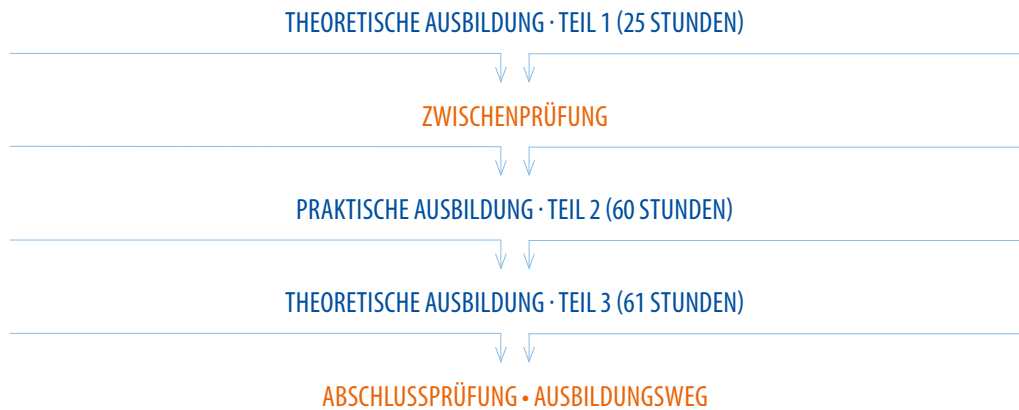 THEORETISCHE AUSBILDUNG · TEIL 1 (25 STUNDEN)
ZWISCHENPRÜFUNG
PRAKTISCHE AUSBILDUNG · TEIL 2 (60 STUNDEN)
THEORETISCHE AUSBILDUNG · TEIL 3 (61 STUNDEN)
ABSCHLUSSPRÜFUNG • AUSBILDUNGSWEG